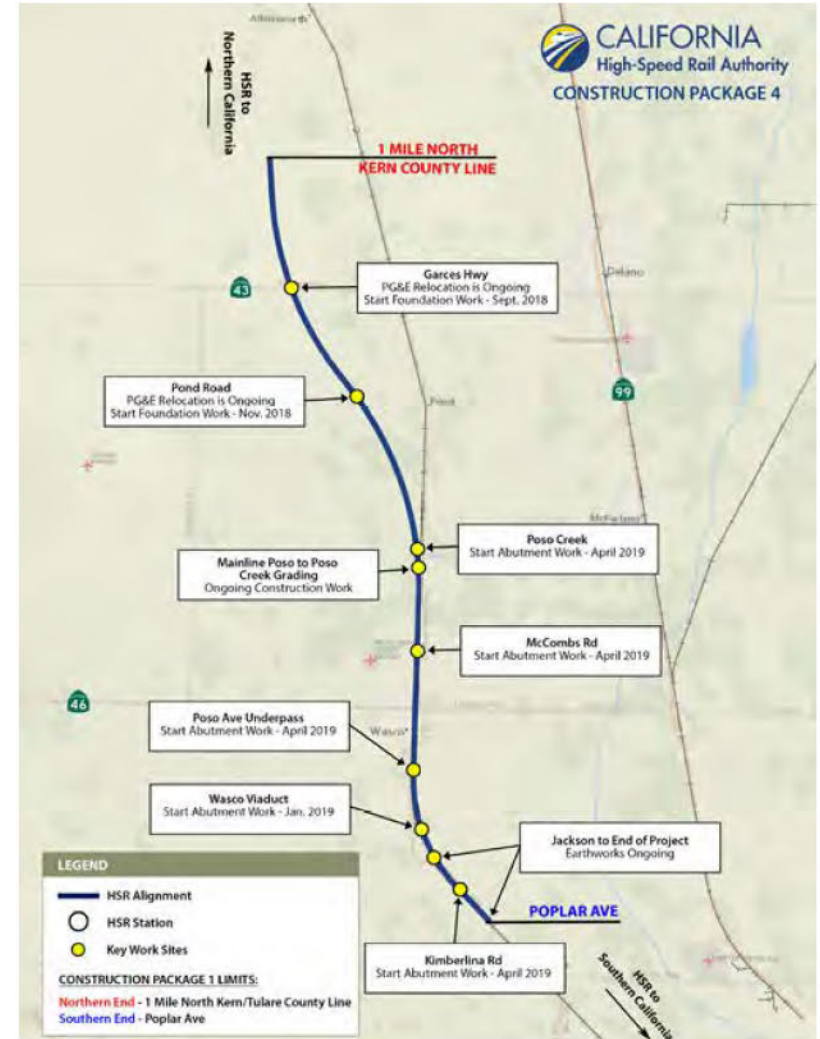 Allensworth
CALIFORNIA
High-Speed Rail Authority
CONSTRUCTION PACKAGE 4
HSR to
Northern California
1 MILE NORTH
KERN COUNTY LINE
43
Garces Hwy
PG&E Relocation is Ongoing
Start Foundation Work - Sept. 2018
Delano
Pond Road
PG&E Relocation is Ongoing
Start Foundation Work - Nov. 2018
99
Pond
McFarland
Poso Creek
Start Abutment Work - April 2019
Mainline Poso to Poso
Creek Grading
Ongoing Construction Work
McCombs Rd
Start Abutment Work - April 2019
46
Poso Ave Underpass
Start Abutment Work - April 2019
Wasco
Wasco Viaduct
Start Abutment Work - Jan. 2019
Jackson to End of Project
Earthworks Ongoing
POPLAR AVE
Kimberlina Rd
Start Abutment Work - April 2019
HSR to
Southern California
LEGEND
HSR Alignment
HSR Station
Key Work Sites
CONSTRUCTION PACKAGE 1 LIMITS:
Northern End - 1 Mile North Kern/Tulare County Line
Southern End - Poplar Ave